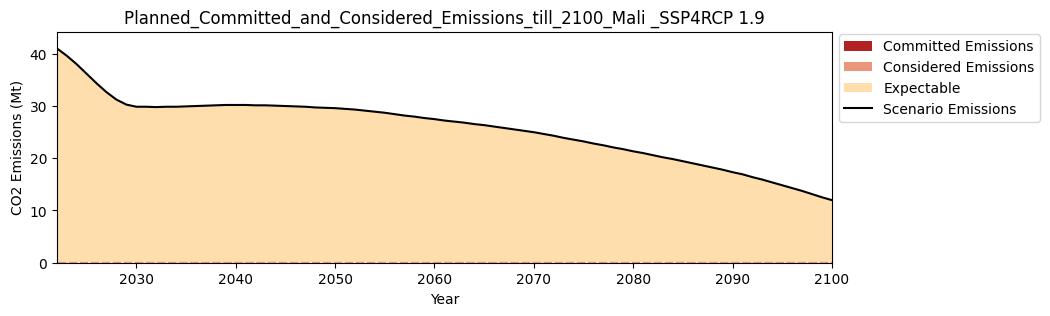 Planned_Committed_and_Considered_Emissions_till_2100_Mali _SSP4RCP 1.9
Committed Emissions
Considered Emissions
Expectable
Scenario Emissions
CO2 Emissions (Mt)
40
30
20
10
0
2030 2040 2050 2060 2070 2080 2090 2100
Year